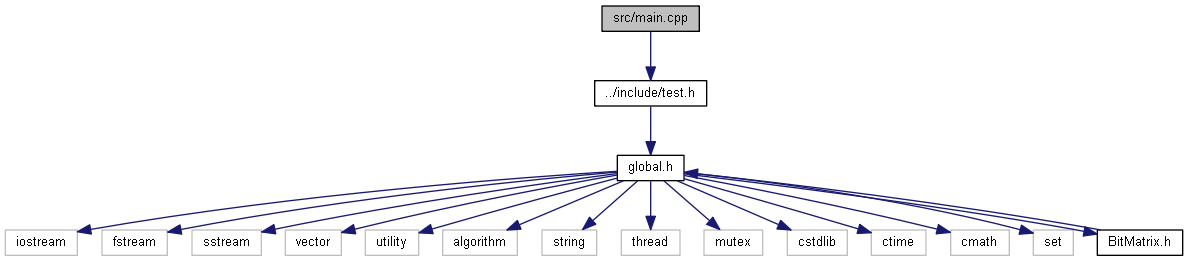 src/main.cpp
../include/test.h
global.h
iostream
fstream
sstream
vector
utility
algorithm
string
thread
mutex
cstdlib
ctime
cmath
set
BitMatrix.h